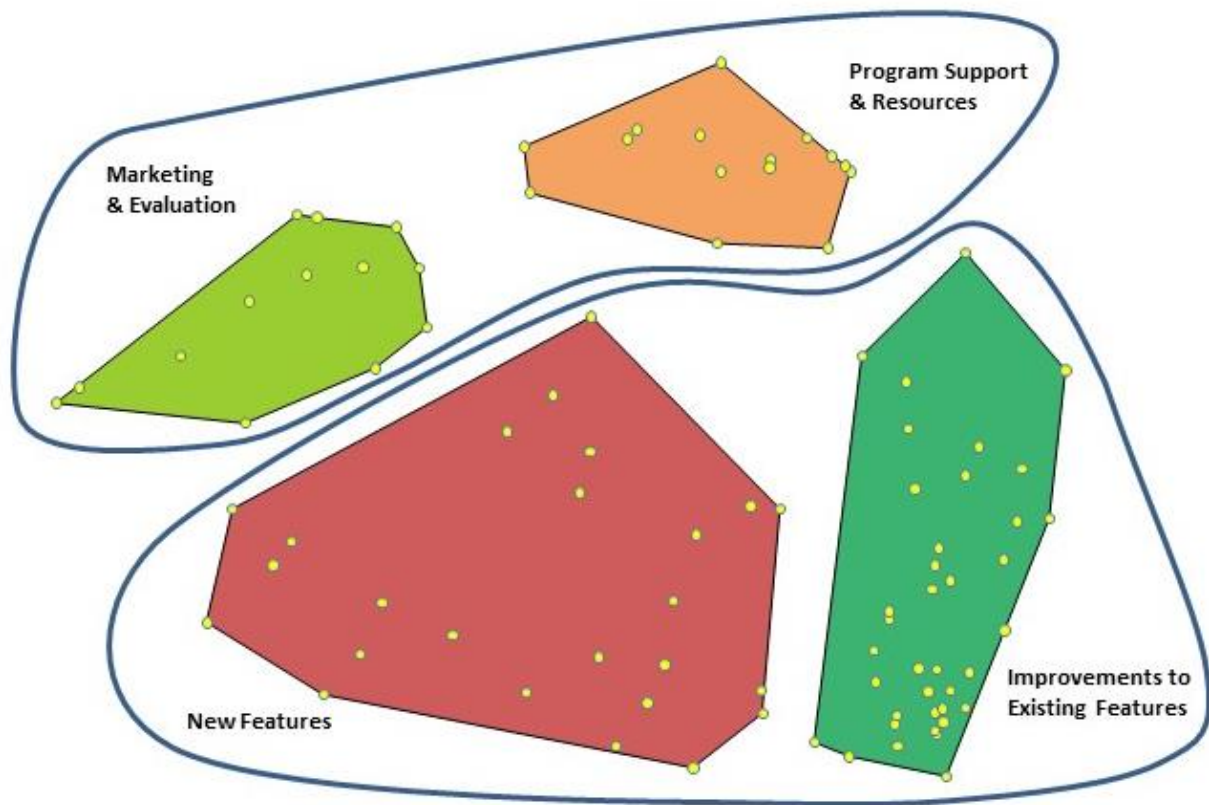 Program Support
& Resources
Marketing
& Evaluation
New Features
Improvements to
Existing Features